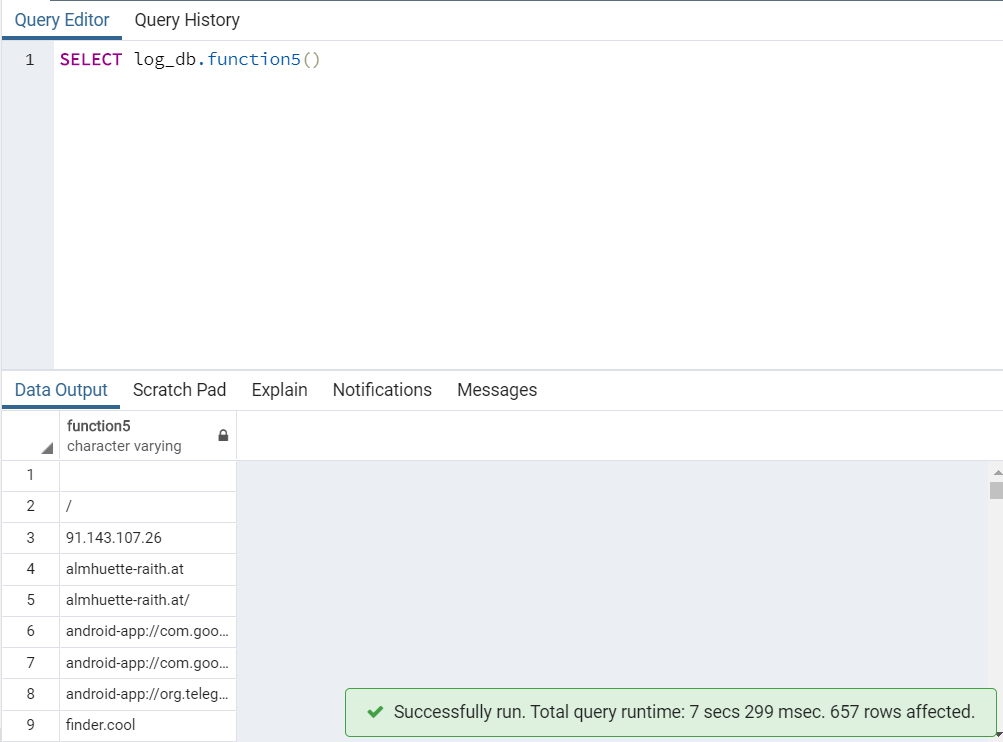 Query Editor Query History
1 SELECT log_db.function5()
Data Output Scratch Pad Explain Notifications Messages
function5
character varying
1
2 /
3 91.143.107.26
4 almhuette-raith.at
5 almhuette-raith.at/
6 android-app://com.goo...
7 android-app://com.goo...
8 android-app://org.teleg...
9 finder.cool
Successfully run. Total query runtime: 7 secs 299 msec. 657 rows affected.